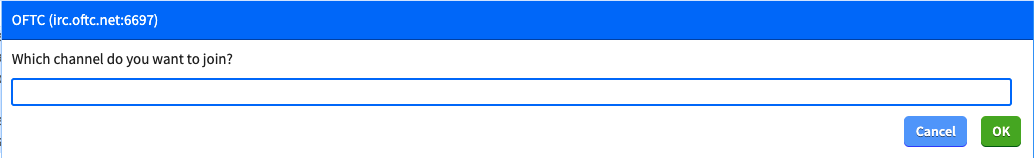 OFTC (irc.oftc.net:6697)
Which channel do you want to join?
Cancel
OK